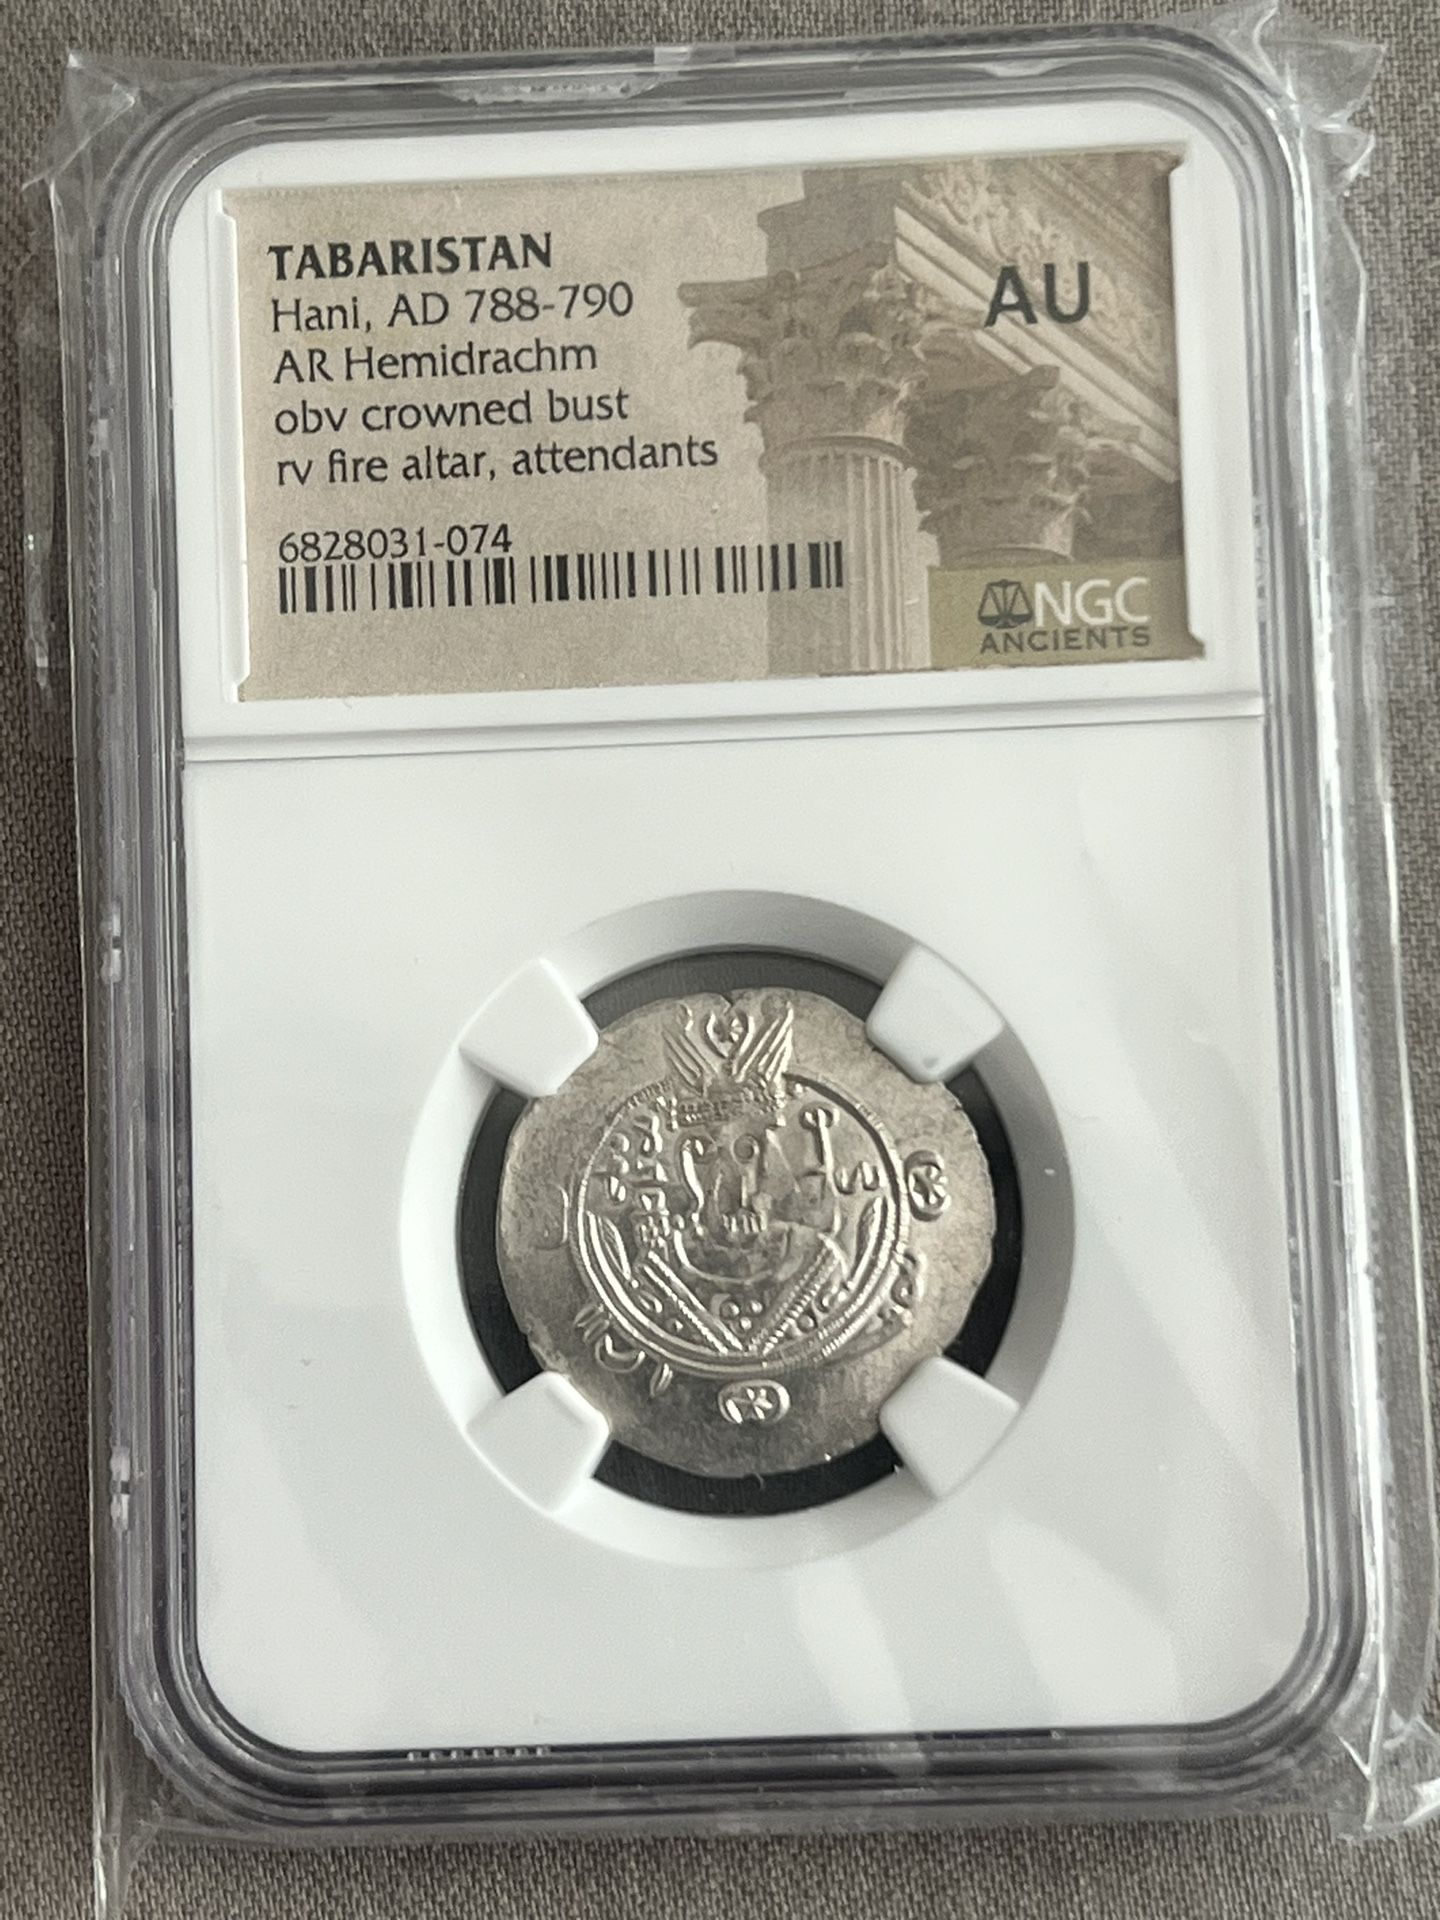 TABARISTAN
Hani, AD 788-790
AR Hemidrachm
obv crowned bust
rv fire altar, attendants
6828031-074
AU
NGC
ANCIENTS